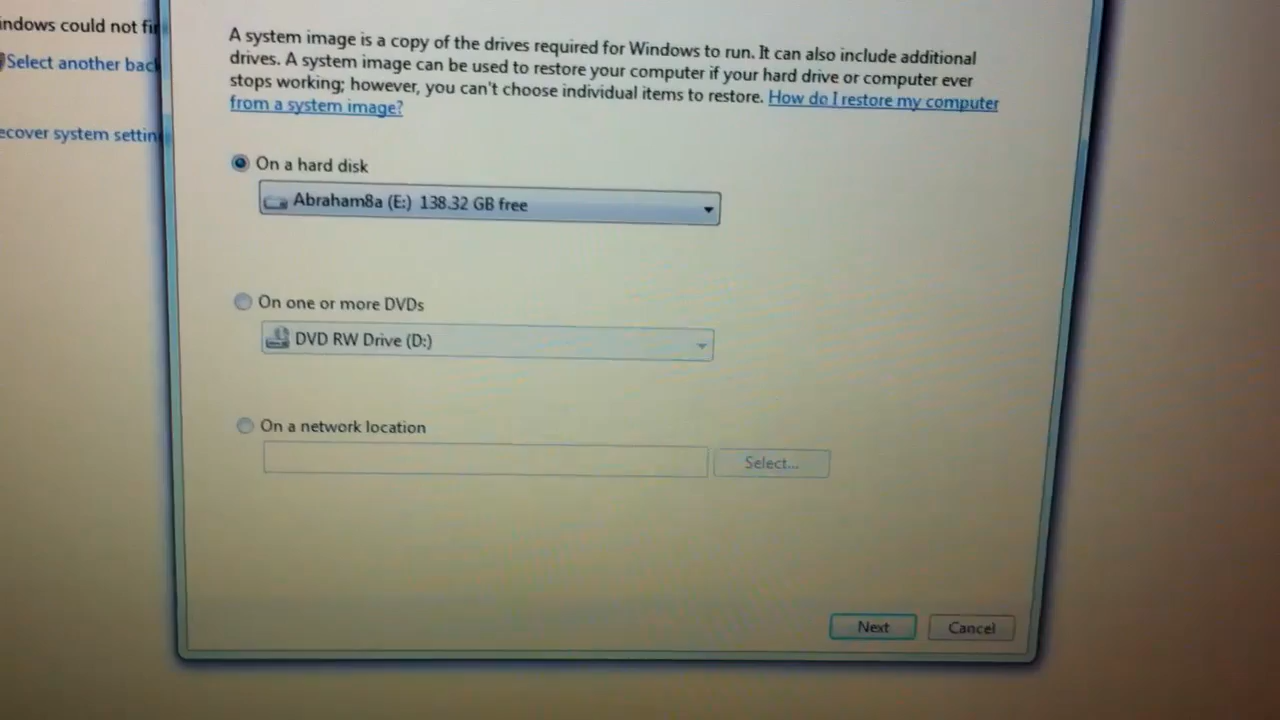 indows could not fi
Select another back
ecover system settin
A system image is a copy of the drives required for Windows to run. It can also include additional
drives. A system image can be used to restore your computer if your hard drive or computer ever
stops working; however, you can't choose individual items to restore. How do I restore my computer
from a system image?
On a hard disk
Abraham8a (E:) 138.32 GB free
On one or more DVDs
DVD RW Drive (D:)
On a network location
Select...
Next Cancel